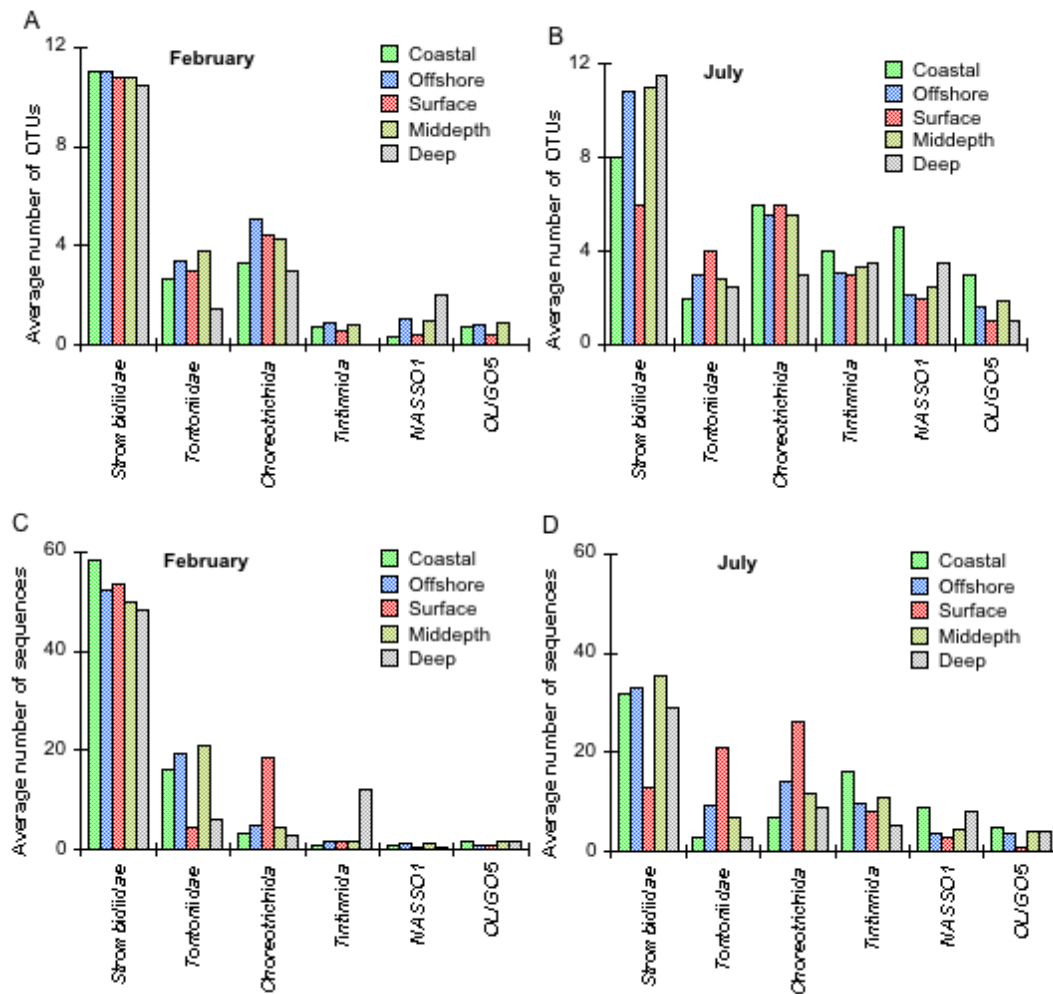 A
February
Average number of OTUs
12
8
4
0
Coastal
Offshore
Surface
Middepth
Deep
Strombidiidae
Tontoniidae
Choreotrichida
Tintinnida
NASSO1
OLIGO5
B
July
Average number of OTUs
12
8
4
0
Coastal
Offshore
Surface
Middepth
Deep
Strombidiidae
Tontoniidae
Choreotrichida
Tintinnida
NASSO1
OLIGO5
C
February
Average number of sequences
60
40
20
0
Coastal
Offshore
Surface
Middepth
Deep
Strombidiidae
Tontoniidae
Choreotrichida
Tintinnida
NASSO1
OLIGO5
D
July
Average number of sequences
60
40
20
0
Coastal
Offshore
Surface
Middepth
Deep
Strombidiidae
Tontoniidae
Choreotrichida
Tintinnida
NASSO1
OLIGO5